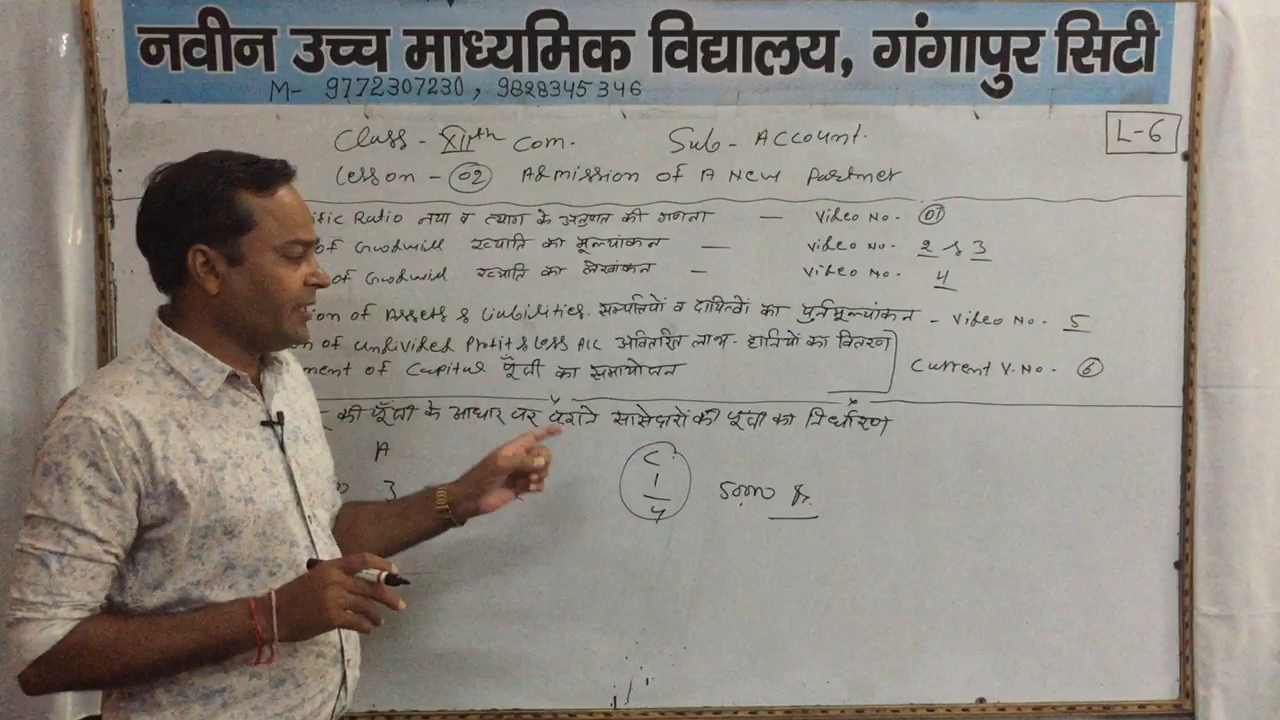 नवीन उच्च माध्यमिक विद्यालय, गंगापुर सिटी
M- 9772307230, 9828345346
L-6
Class - XIIth com. Sub - Account.
Lesson - 02 Admission of A New Partner
ific Ratio नया व त्याग के अनुपात की गणना - Video No. 01
of Goodwill ख्याति का मूल्यांकन - Video No. 2 & 3
of Goodwill ख्याति का लेखांकन - Video No. 4
ion of Assets & Liabilities. सम्पत्तियों व दायित्वों का पुर्नमूल्यांकन - Video No. 5
n of undivided Profit & Loss A/C अवितरित लाभ - हानियों का वितरण
ment of Capital पूँजी का समायोजन Current V. No. 6
की पूँजी के आधार पर पुराने साझेदारों की पूंजी का निर्धारण
A
3
C
1
4